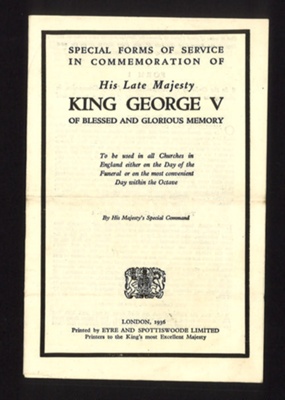 SPECIAL FORMS OF SERVICE
IN COMMEMORATION OF
His Late Majesty
KING GEORGE V
OF BLESSED AND GLORIOUS MEMORY
To be used in all Churches in
England either on the Day of the
Funeral or on the most convenient
Day within the Octave
By His Majesty's Special Command
LONDON, 1936
Printed by EYRE AND SPOTTISWOODE LIMITED
Printers to the King's most Excellent Majesty